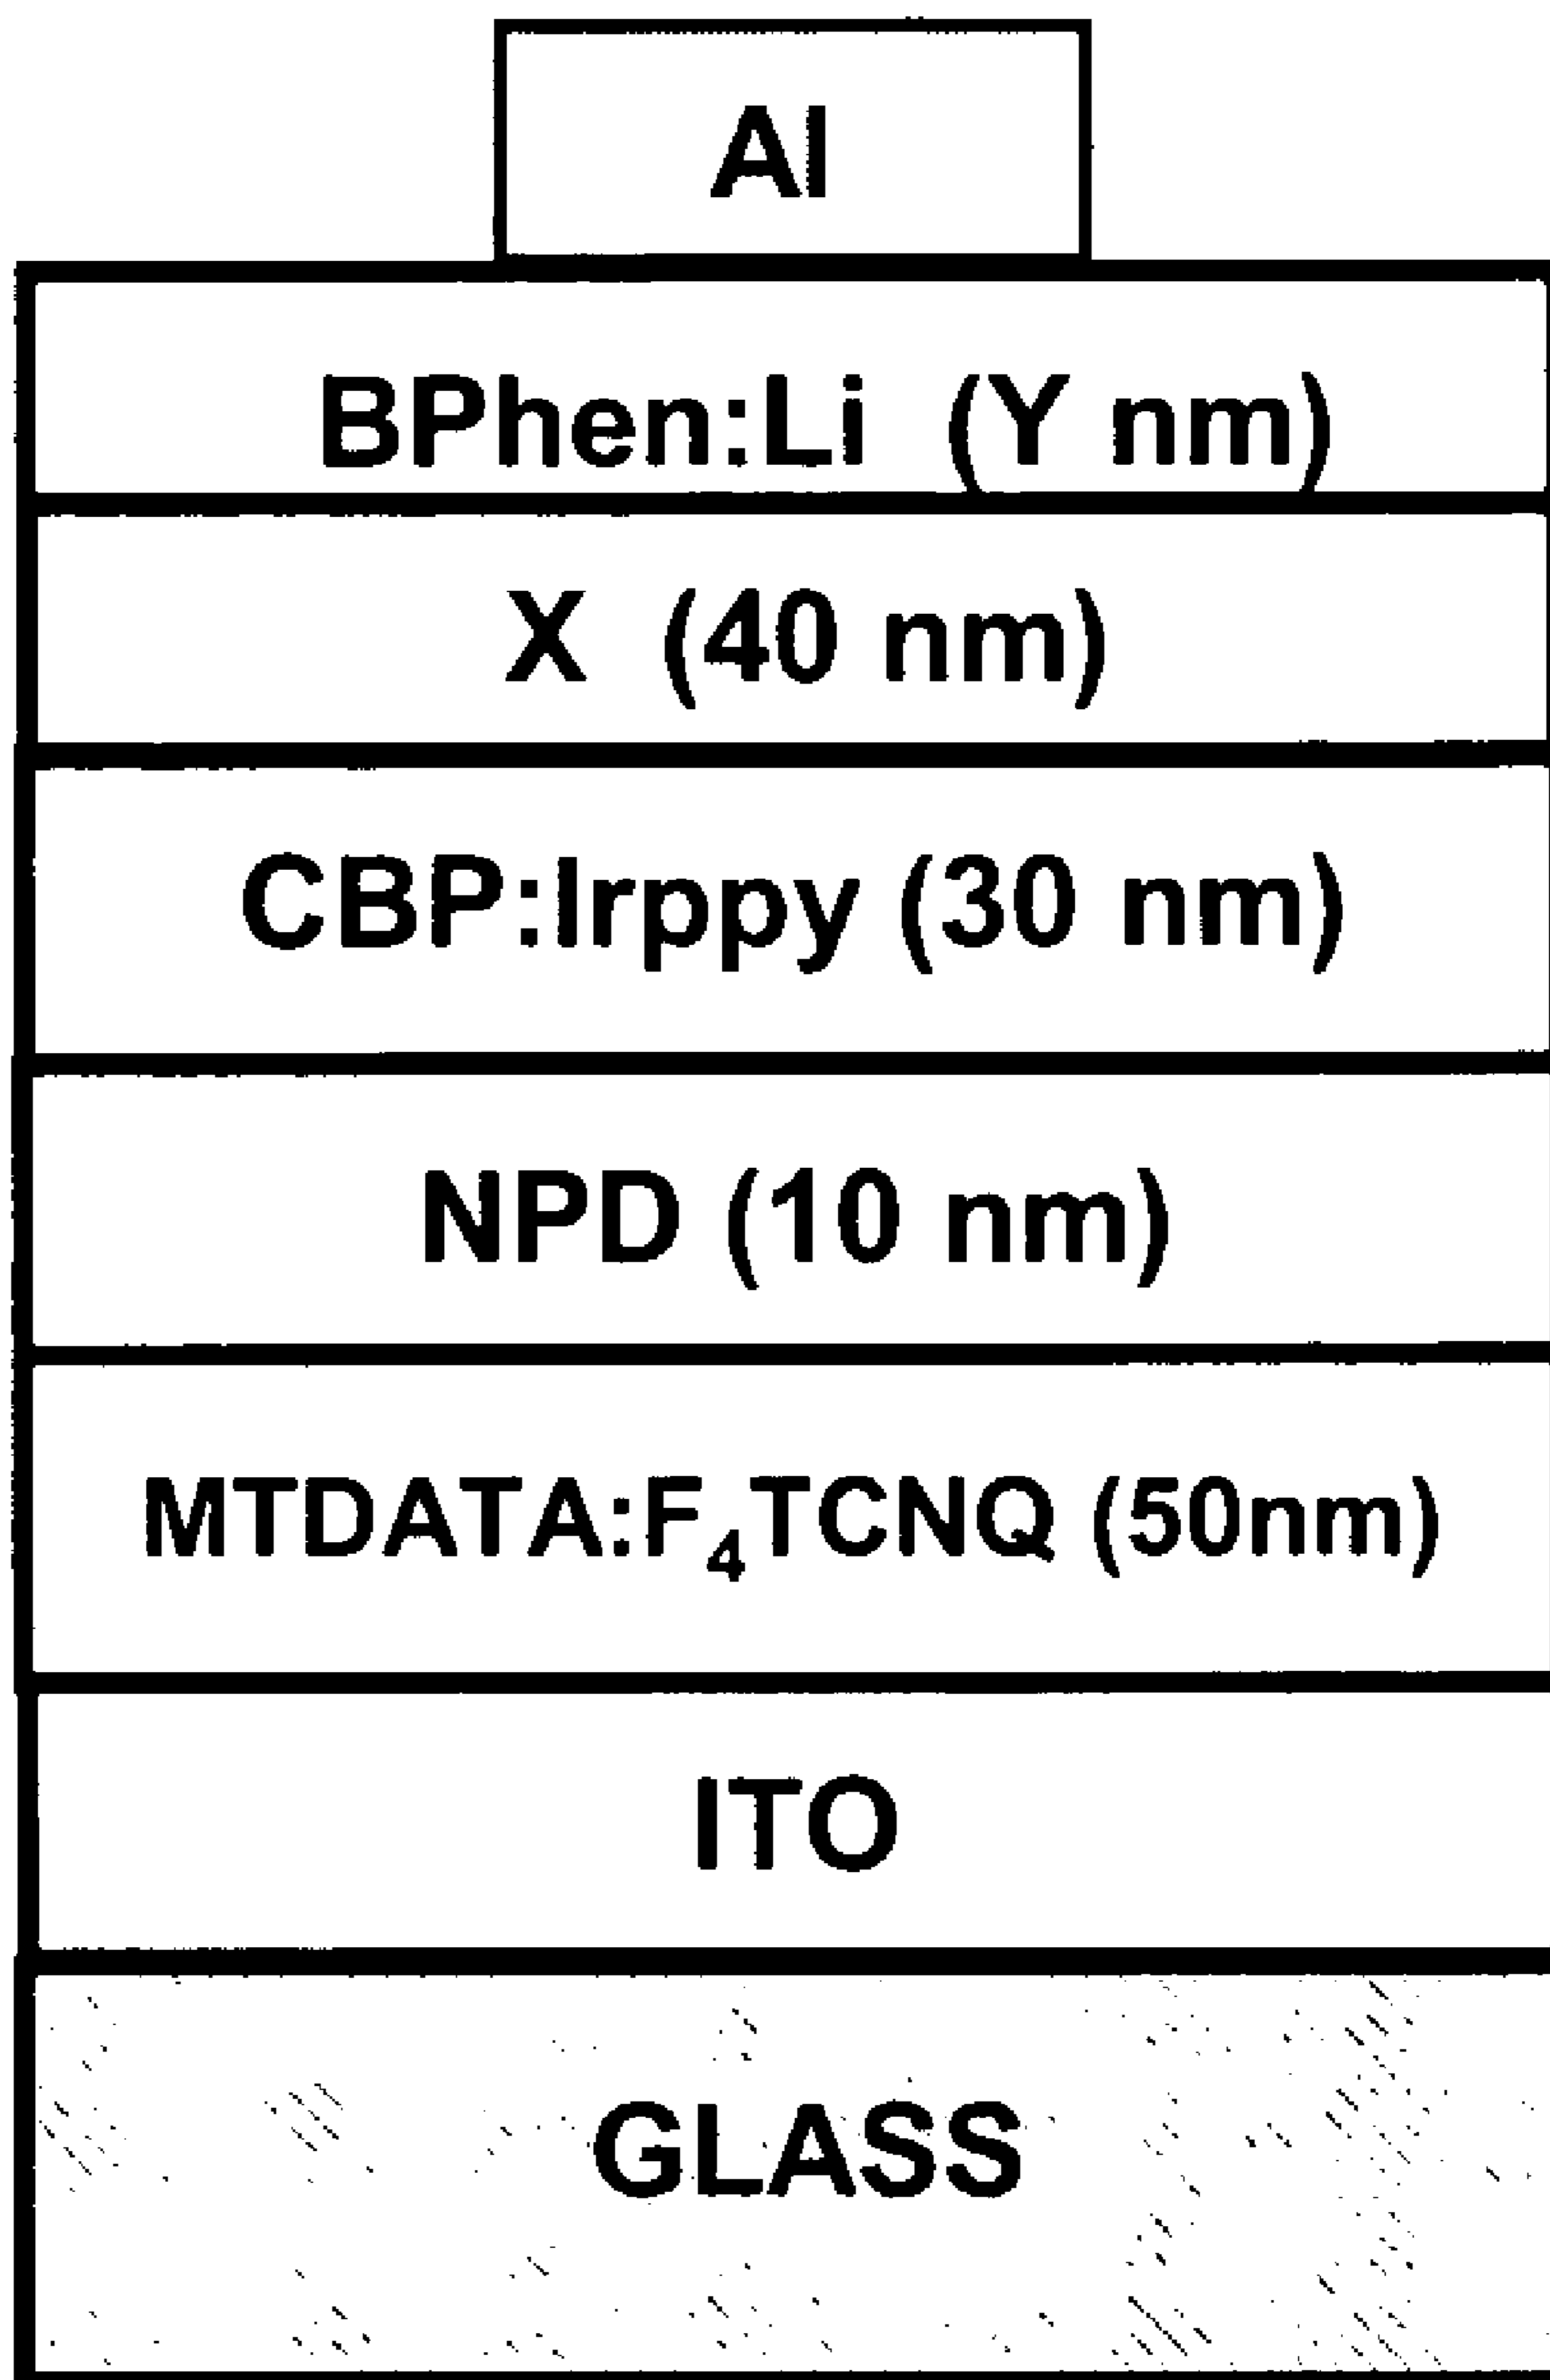 Al
BPhen:Li (Y nm)
X (40 nm)
CBP:Irppy (30 nm)
NPD (10 nm)
MTDATA:F₄TCNQ (50nm)
ITO
GLASS